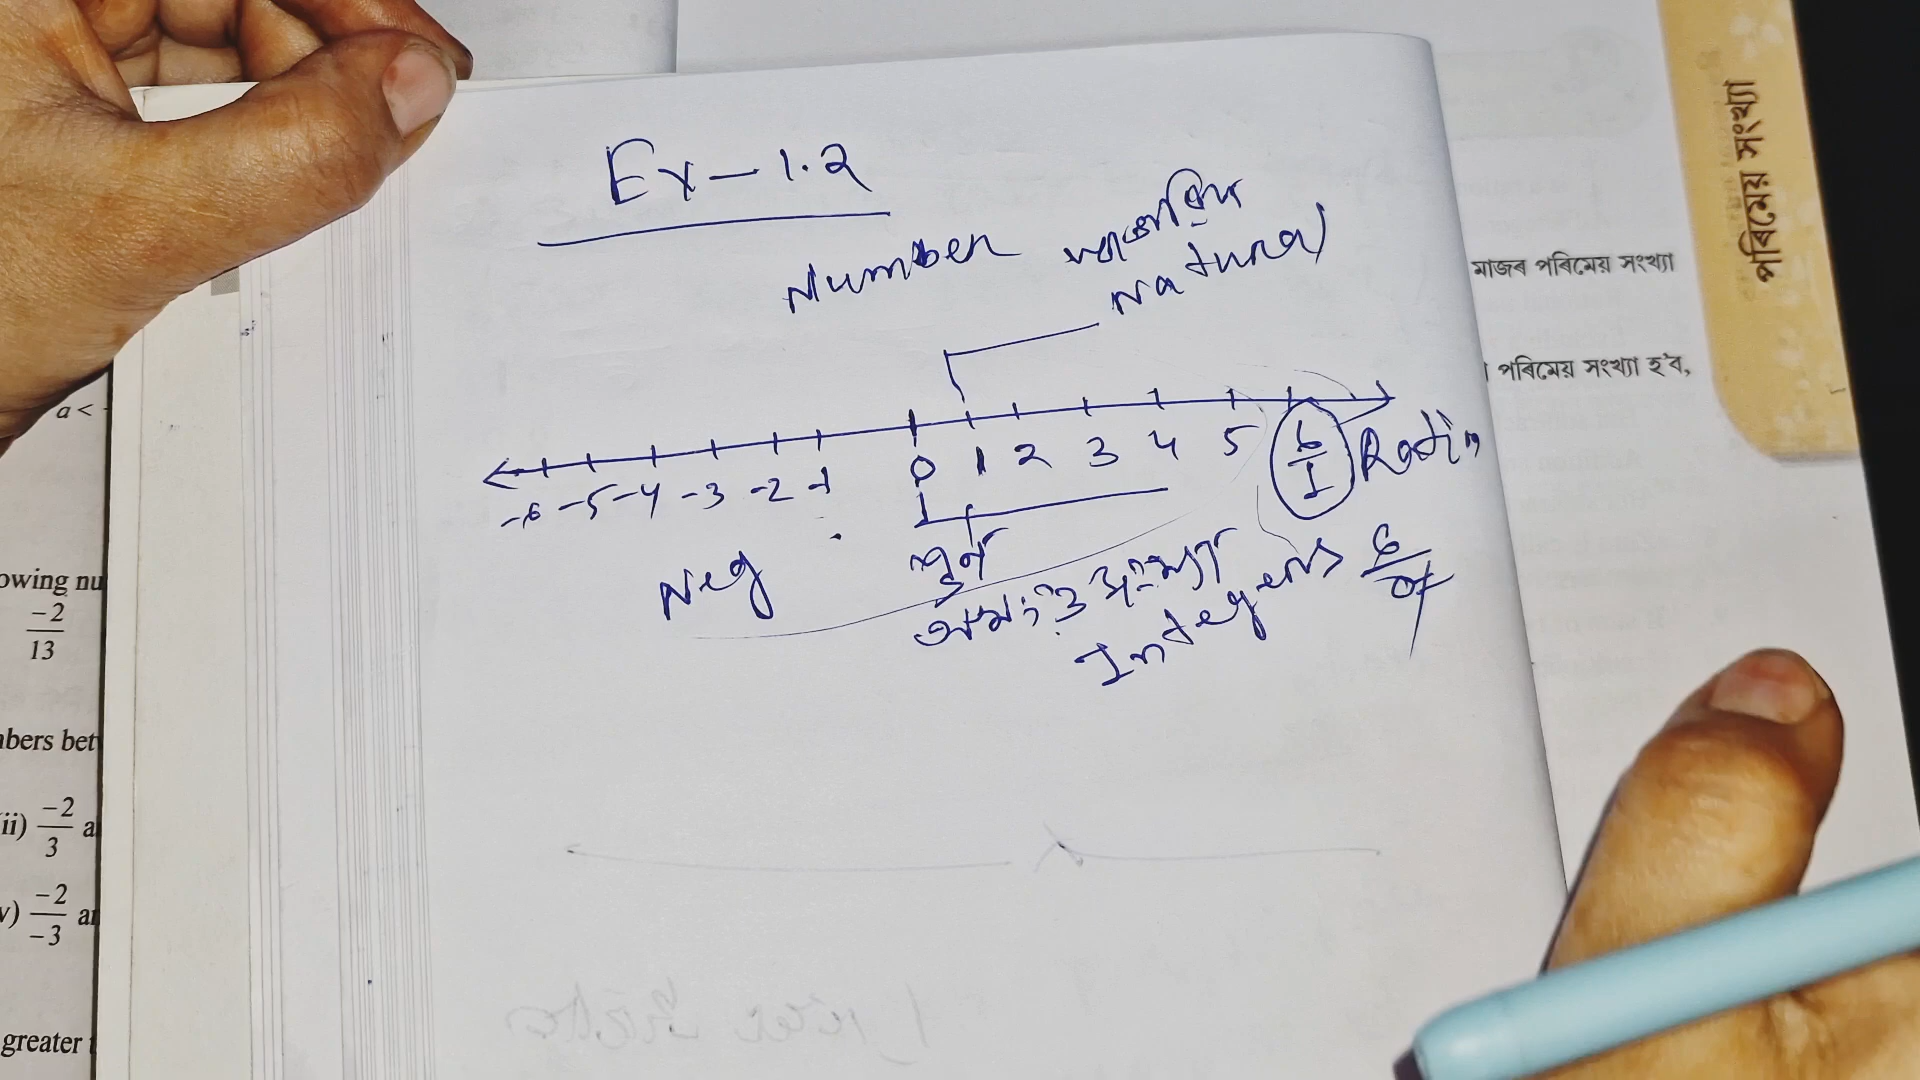 Ex-1.2
Number
Natural
0 1 2 3 4 5 6/1 Ratin
-6 -5 -4 -3 -2 -1
Neg
পূৰ্ণ
অখণ্ড সংখ্যা
Integers 6/0
পৰিমেয় সংখ্যা
মাজৰ পৰিমেয় সংখ্যা
পৰিমেয় সংখ্যা হ'ব,
a <
owing nu
-2/13
bers bet
ii) -2/3 a
v) -2/-3 a
greater